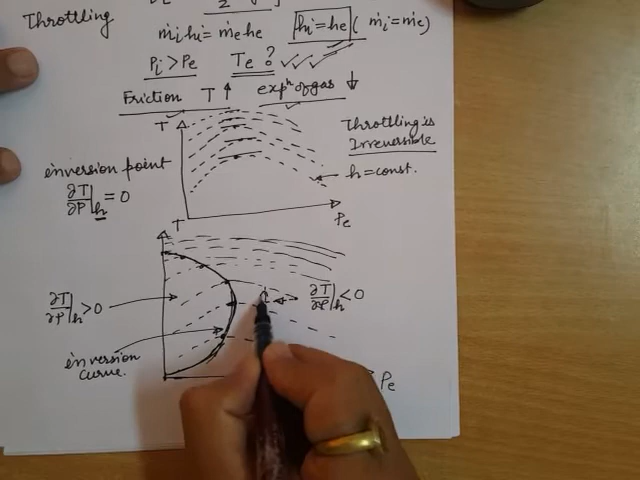 Throttling
ṁᵢhᵢ = ṁₑhₑ hᵢ=hₑ ( ṁᵢ=ṁₑ)
Pᵢ > Pₑ Tₑ ? ✓✓✓
Friction T↑ expⁿ of gas ↓
T
Throttling is
Irreversible
inversion point
∂T/∂P|h = 0
h=const.
Pₑ
T
∂T/∂P|h >0
∂T/∂P|h <0
inversion
curve.
Pₑ